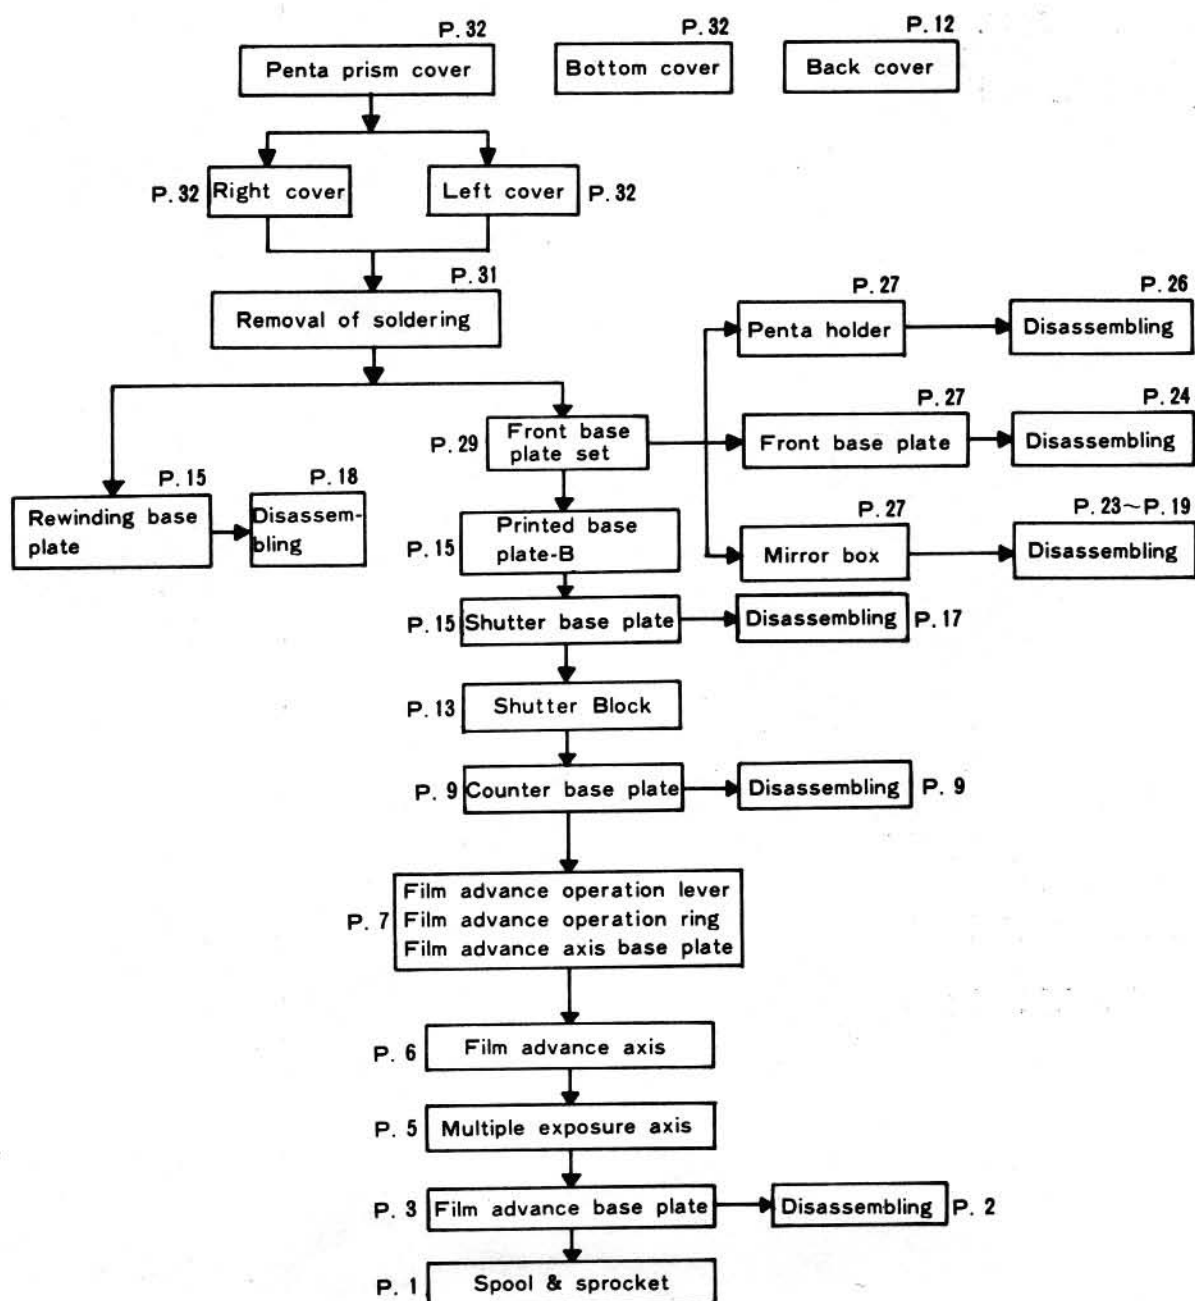 P. 32
Penta prism cover
P. 32
Bottom cover
P. 12
Back cover
P. 32
Right cover
Left cover
P. 32
P. 31
Removal of soldering
P. 27
Penta holder
P. 26
Disassembling
P. 29
Front base
plate set
P. 27
Front base plate
P. 24
Disassembling
P. 15
Rewinding base
plate
P. 18
Disassem-
bling
P. 15
Printed base
plate-B
P. 27
Mirror box
P. 23~P. 19
Disassembling
P. 15
Shutter base plate
Disassembling
P. 17
P. 13
Shutter Block
P. 9
Counter base plate
Disassembling
P. 9
P. 7
Film advance operation lever
Film advance operation ring
Film advance axis base plate
P. 6
Film advance axis
P. 5
Multiple exposure axis
P. 3
Film advance base plate
Disassembling
P. 2
P. 1
Spool & sprocket